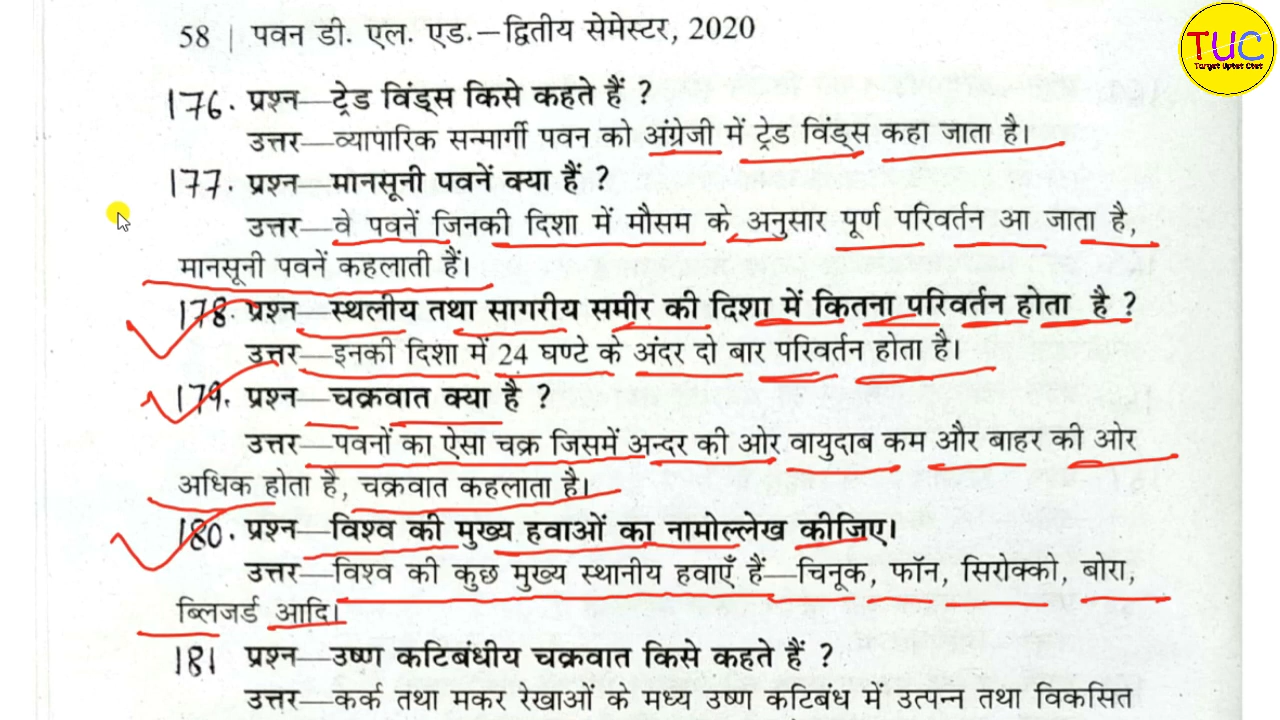 58 | पवन डी. एल. एड.–द्वितीय सेमेस्टर, 2020
TUC
Target Uptet Ctet
176. प्रश्न– ट्रेड विंड्स किसे कहते हैं ?
उत्तर–व्यापारिक सन्मार्गी पवन को अंग्रेजी में ट्रेड विंड्स कहा जाता है।
177. प्रश्न–मानसूनी पवनें क्या हैं ?
उत्तर–वे पवनें जिनकी दिशा में मौसम के अनुसार पूर्ण परिवर्तन आ जाता है,
मानसूनी पवनें कहलाती हैं।
178. प्रश्न–स्थलीय तथा सागरीय समीर की दिशा में कितना परिवर्तन होता है ?
उत्तर–इनकी दिशा में 24 घण्टे के अंदर दो बार परिवर्तन होता है।
179. प्रश्न–चक्रवात क्या है ?
उत्तर–पवनों का ऐसा चक्र जिसमें अन्दर की ओर वायुदाब कम और बाहर की ओर
अधिक होता है, चक्रवात कहलाता है।
180. प्रश्न–विश्व की मुख्य हवाओं का नामोल्लेख कीजिए।
उत्तर–विश्व की कुछ मुख्य स्थानीय हवाएँ हैं–चिनूक, फॉन, सिरोक्को, बोरा,
ब्लिजर्ड आदि।
181 प्रश्न–उष्ण कटिबंधीय चक्रवात किसे कहते हैं ?
उत्तर–कर्क तथा मकर रेखाओं के मध्य उष्ण कटिबंध में उत्पन्न तथा विकसित